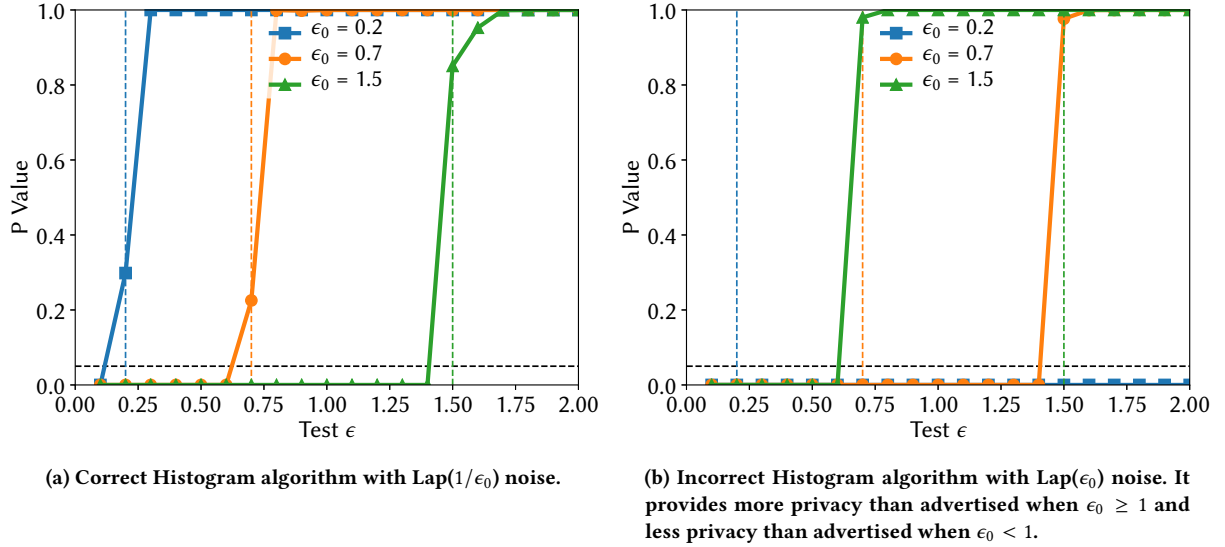 1.0
0.8
0.6
0.4
0.2
0.0
P Value
0.00 0.25 0.50 0.75 1.00 1.25 1.50 1.75 2.00
Test ϵ
ϵ₀ = 0.2
ϵ₀ = 0.7
ϵ₀ = 1.5
(a) Correct Histogram algorithm with Lap(1/ϵ₀) noise.
1.0
0.8
0.6
0.4
0.2
0.0
P Value
0.00 0.25 0.50 0.75 1.00 1.25 1.50 1.75 2.00
Test ϵ
ϵ₀ = 0.2
ϵ₀ = 0.7
ϵ₀ = 1.5
(b) Incorrect Histogram algorithm with Lap(ϵ₀) noise. It
provides more privacy than advertised when ϵ₀ ≥ 1 and
less privacy than advertised when ϵ₀ < 1.